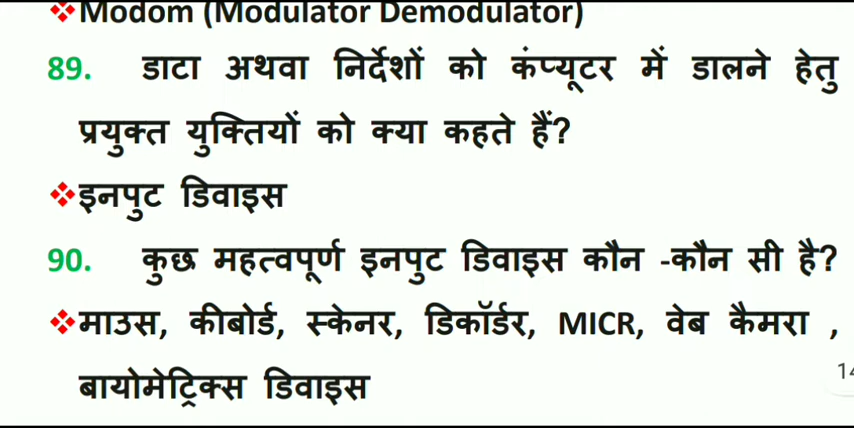 ❖Modom (Modulator Demodulator)
89. डाटा अथवा निर्देशों को कंप्यूटर में डालने हेतु
प्रयुक्त युक्तियों को क्या कहते हैं?
❖इनपुट डिवाइस
90. कुछ महत्वपूर्ण इनपुट डिवाइस कौन -कौन सी है?
❖माउस, कीबोर्ड, स्केनर, डिकॉर्डर, MICR, वेब कैमरा ,
बायोमेट्रिक्स डिवाइस